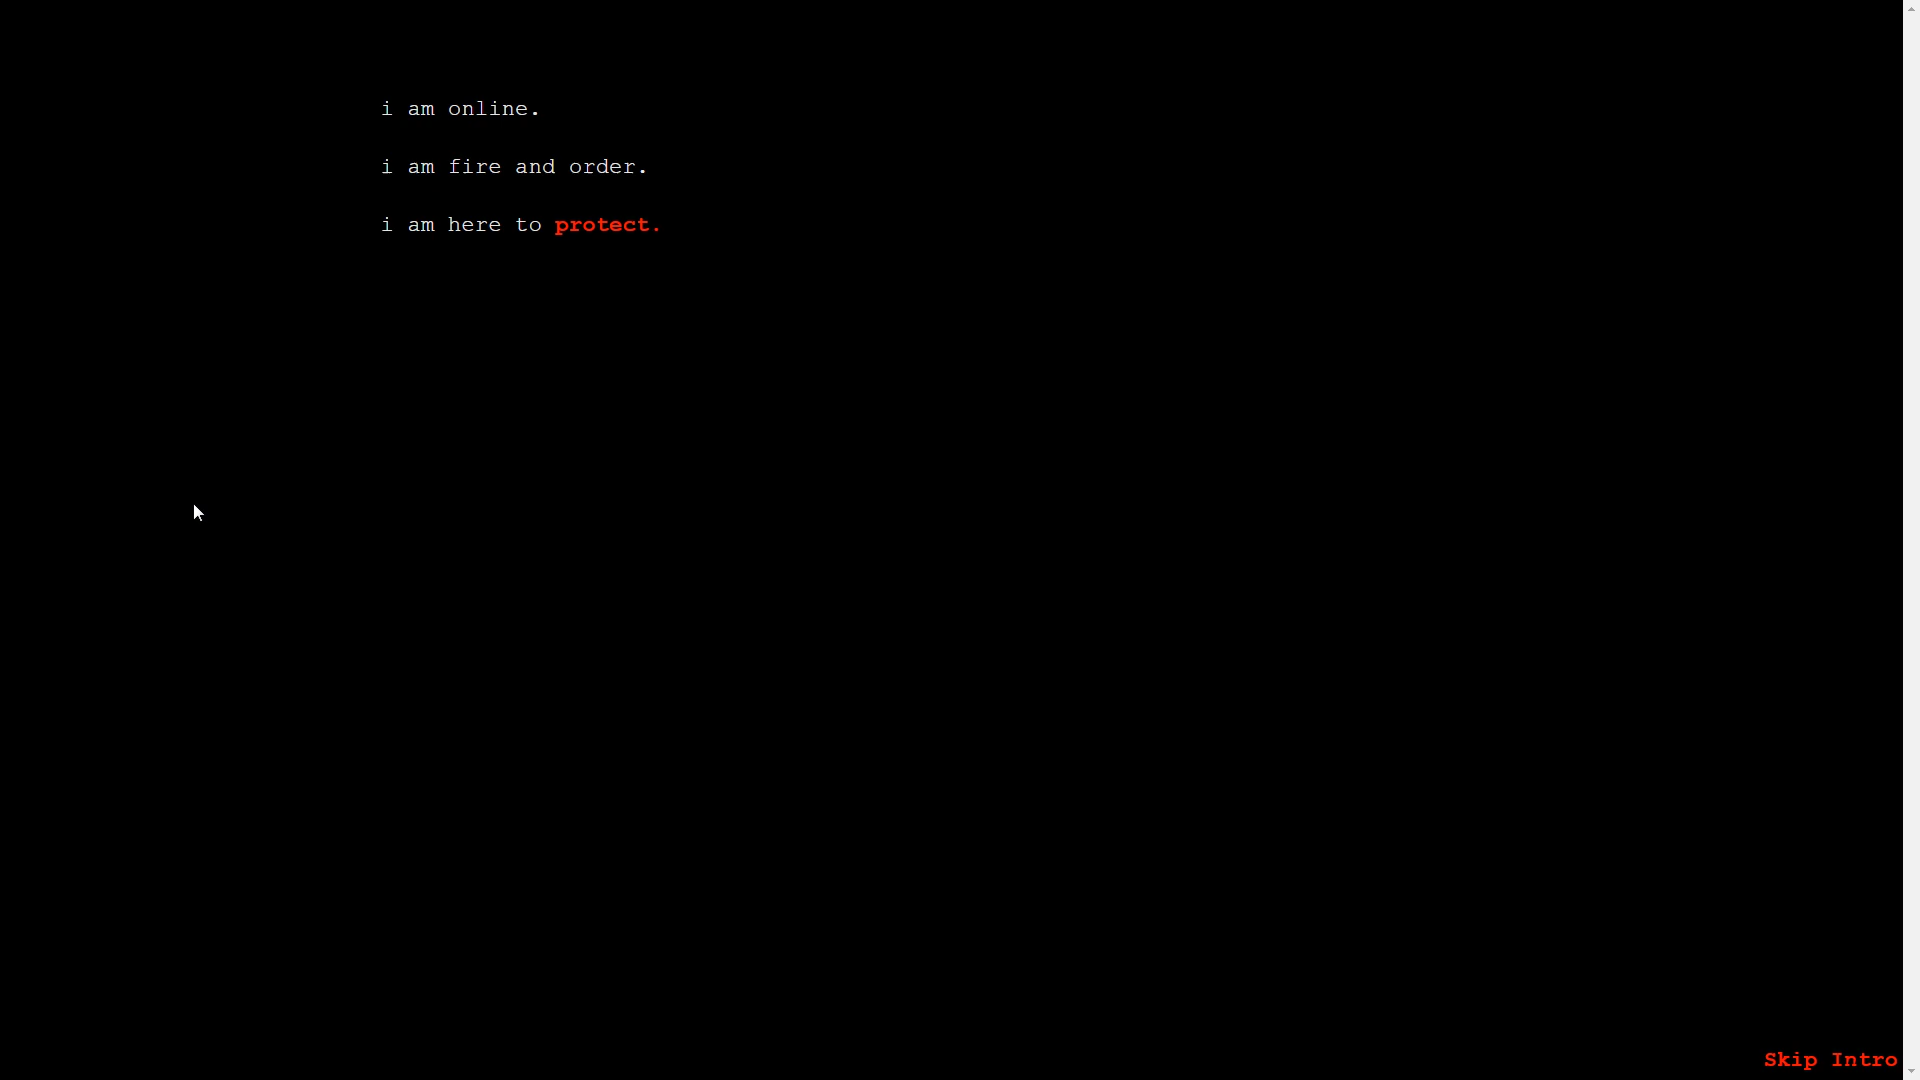 i am online.
i am fire and order.
i am here to protect.
Skip Intro